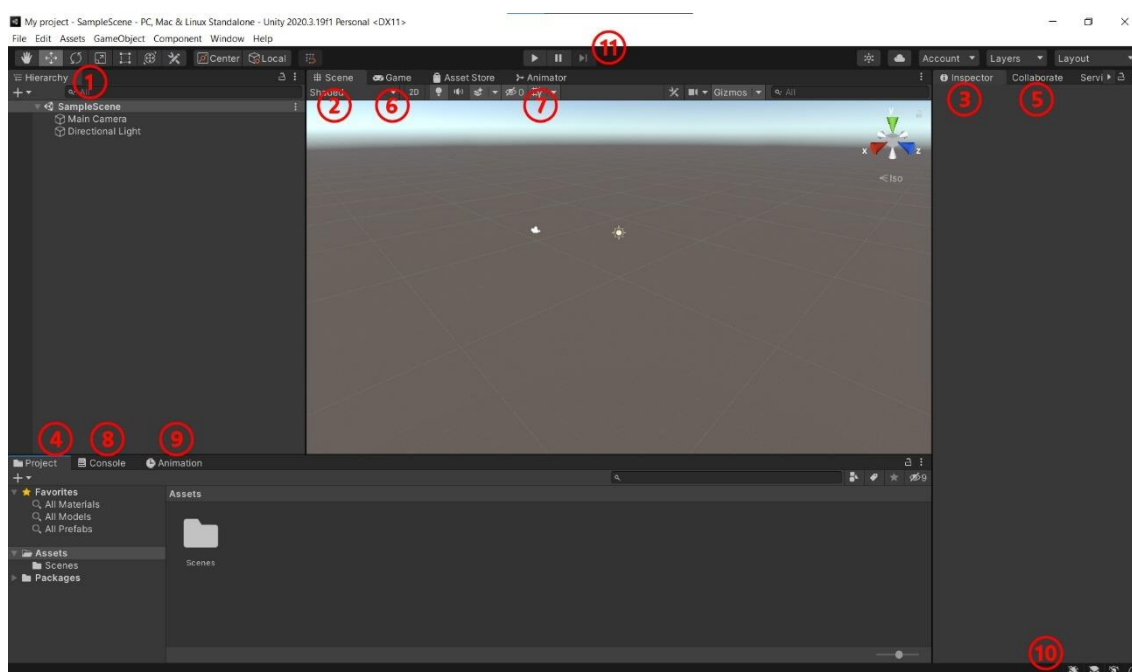 My project - SampleScene - PC, Mac & Linux Standalone - Unity 2020.3.19f1 Personal <DX11>
File Edit Assets GameObject Component Window Help
Center Local
11
Account Layers Layout
Hierarchy
1
All
SampleScene
Main Camera
Directional Light
Scene Game Asset Store Animator
Shaded 2D 0 Gizmos All
2
6
7
y
x
z
Iso
Inspector Collaborate Servi
3
5
4
8
9
Project Console Animation
9
Favorites
All Materials
All Models
All Prefabs
Assets
Scenes
Packages
Assets
Scenes
10